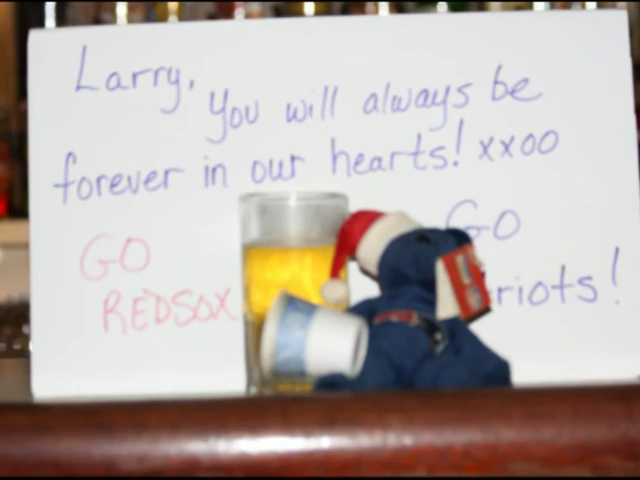 Larry,
you will always be
forever in our hearts! xxoo
GO
REDSOX
GO
riots!